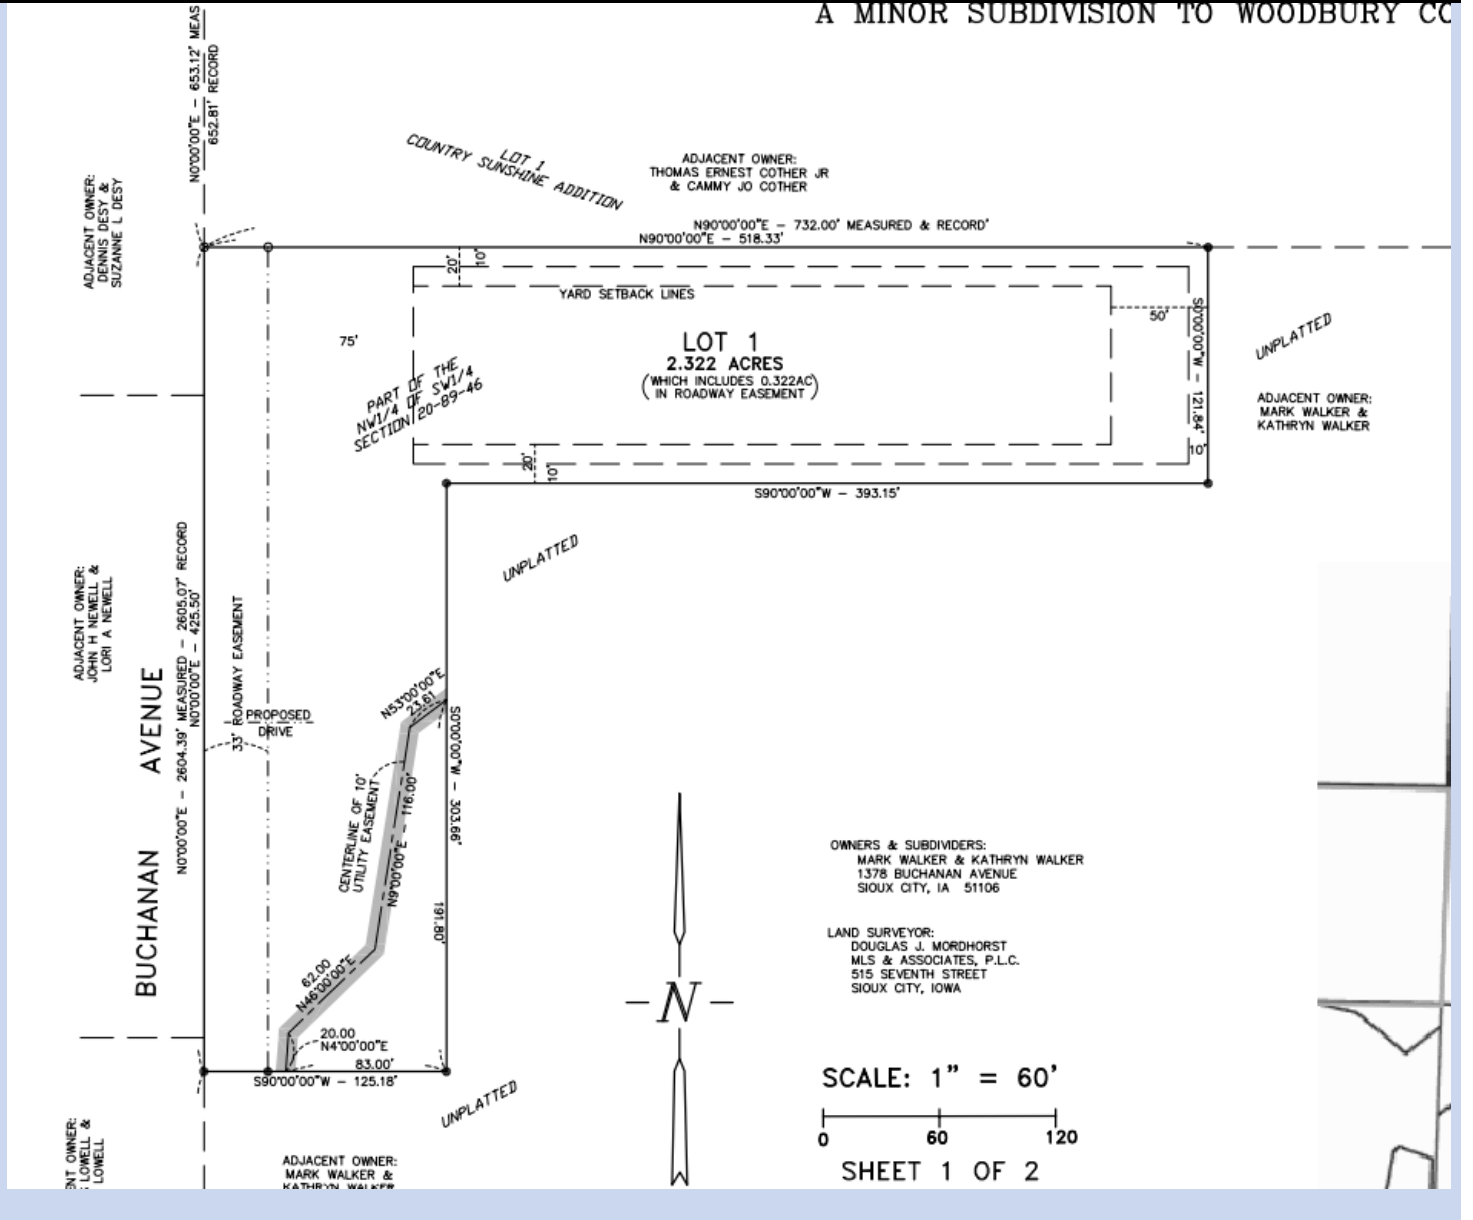 A MINOR SUBDIVISION TO WOODBURY CO
N0°00'00"E - 653.12' MEAS
652.81' RECORD
LOT 1
COUNTRY SUNSHINE ADDITION
ADJACENT OWNER:
THOMAS ERNEST COTHER JR
& CAMMY JO COTHER
ADJACENT OWNER:
DENNIS DESY &
SUZANNE L DESY
N90°00'00"E - 732.00' MEASURED & RECORD'
N90°00'00"E - 518.33'
20'
10'
YARD SETBACK LINES
50'
75'
LOT 1
2.322 ACRES
(WHICH INCLUDES 0.322AC
IN ROADWAY EASEMENT)
PART OF THE
NW1/4 OF SW1/4
SECTION 20-89-46
S0°00'00"W - 121.84'
10'
UNPLATTED
ADJACENT OWNER:
MARK WALKER &
KATHRYN WALKER
20'
10'
S90°00'00"W - 393.15'
UNPLATTED
ADJACENT OWNER:
JOHN H NEWELL &
LORI A NEWELL
BUCHANAN AVENUE
N0°00'00"E - 2604.39' MEASURED - 2605.07' RECORD
N0°00'00"E - 425.50'
33' ROADWAY EASEMENT
PROPOSED
DRIVE
N53°00'00"E
23.61
S0°00'00"W - 303.66'
CENTERLINE OF 10'
UTILITY EASEMENT
N9°00'00"E - 116.00'
191.80'
62.00
N46°00'00"E
20.00
N4°00'00"E
83.00'
S90°00'00"W - 125.18'
UNPLATTED
OWNERS & SUBDIVIDERS:
MARK WALKER & KATHRYN WALKER
1378 BUCHANAN AVENUE
SIOUX CITY, IA 51106
LAND SURVEYOR:
DOUGLAS J. MORDHORST
MLS & ASSOCIATES, P.L.C.
515 SEVENTH STREET
SIOUX CITY, IOWA
N
SCALE: 1" = 60'
0 60 120
SHEET 1 OF 2
ENT OWNER:
LOWELL &
LOWELL
ADJACENT OWNER:
MARK WALKER &
KATHRYN WALKER